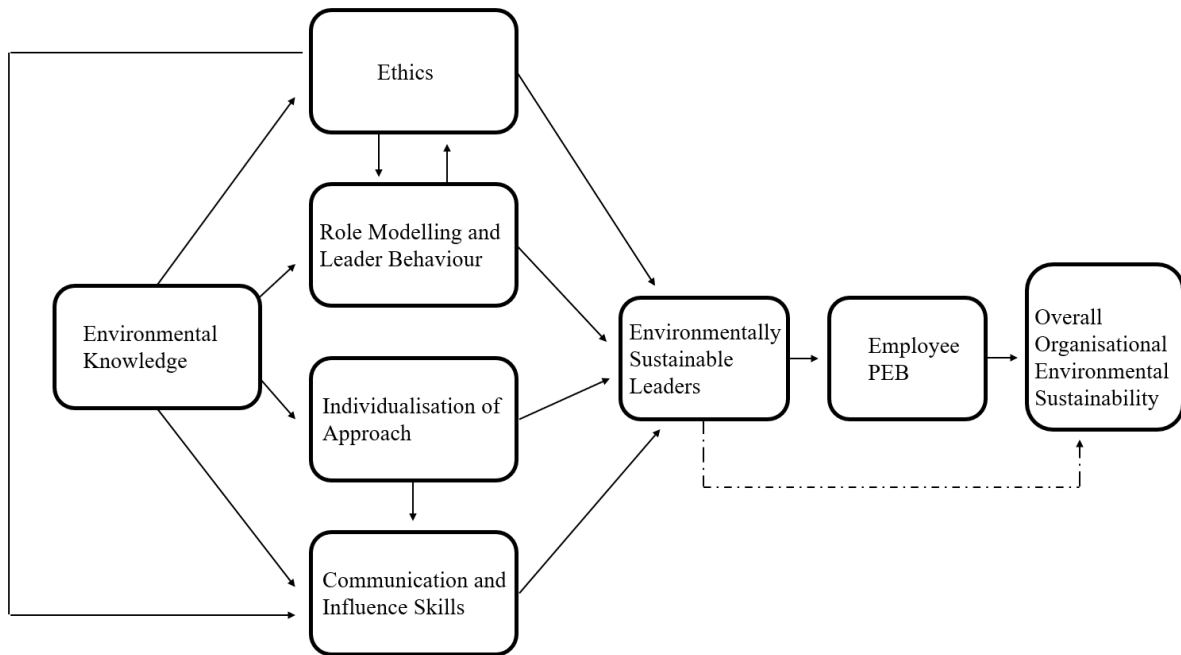 Ethics
Role Modelling and
Leader Behaviour
Environmental
Knowledge
Individualisation of
Approach
Communication and
Influence Skills
Environmentally
Sustainable
Leaders
Employee
PEB
Overall
Organisational
Environmental
Sustainability